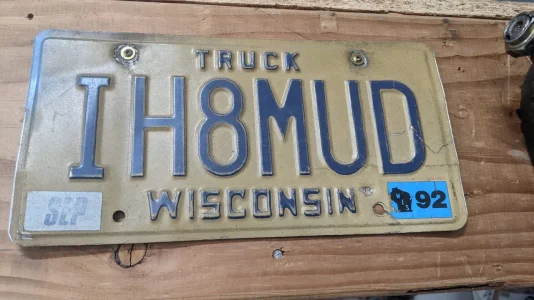 TRUCK
IH8MUD
SEP
WISCONSIN
92